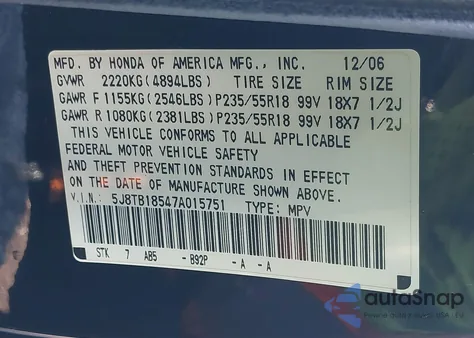 MFD. BY HONDA OF AMERICA MFG., INC. 12/06
GVWR 2220KG(4894LBS) TIRE SIZE RIM SIZE
GAWR F 1155KG(2546LBS)P235/55R18 99V 18X7 1/2J
GAWR R 1080KG(2381LBS)P235/55R18 99V 18X7 1/2J
THIS VEHICLE CONFORMS TO ALL APPLICABLE
FEDERAL MOTOR VEHICLE SAFETY
AND THEFT PREVENTION STANDARDS IN EFFECT
ON THE DATE OF MANUFACTURE SHOWN ABOVE.
V.I.N.: 5J8TB18547A015751 TYPE: MPV
STK 7 AB5 -B92P -A -A
autoSnap